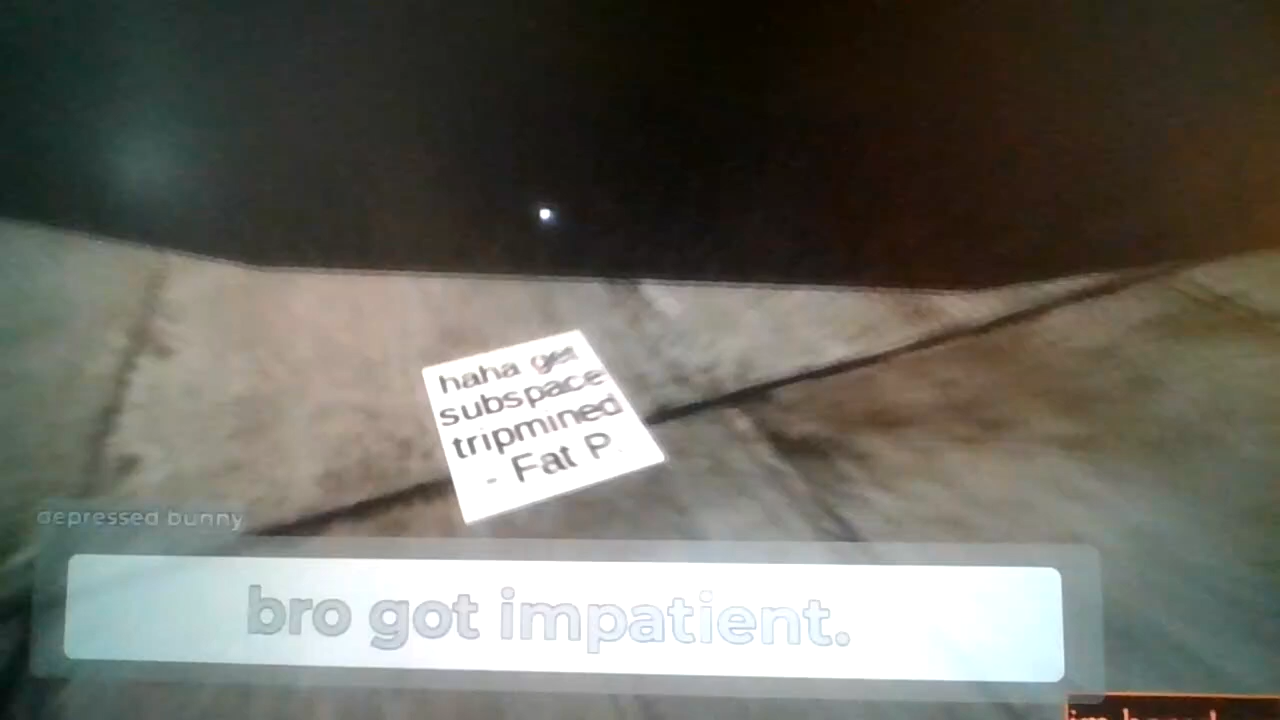 haha get
subspace
tripmined
- Fat P.
depressed bunny
bro got impatient.